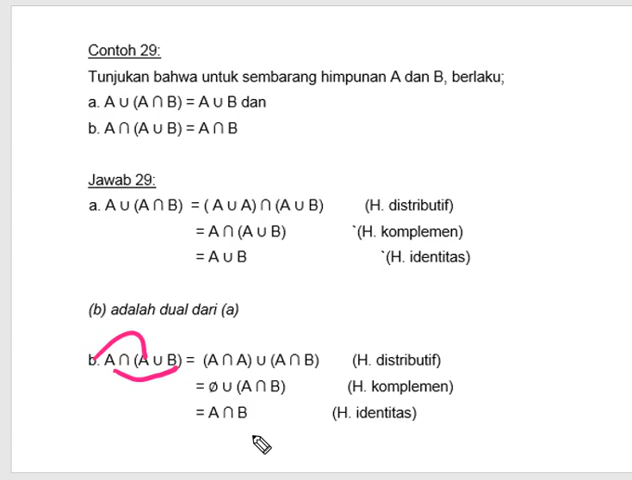 Contoh 29:
Tunjukan bahwa untuk sembarang himpunan A dan B, berlaku;
a. A ∪ (A ∩ B) = A ∪ B dan
b. A ∩ (A ∪ B) = A ∩ B
Jawab 29:
a. A ∪ (A ∩ B) = ( A ∪ A) ∩ (A ∪ B) (H. distributif)
= A ∩ (A ∪ B) `(H. komplemen)
= A ∪ B `(H. identitas)
(b) adalah dual dari (a)
b. A ∩ (A ∪ B) = (A ∩ A) ∪ (A ∩ B) (H. distributif)
= ø ∪ (A ∩ B) (H. komplemen)
= A ∩ B (H. identitas)